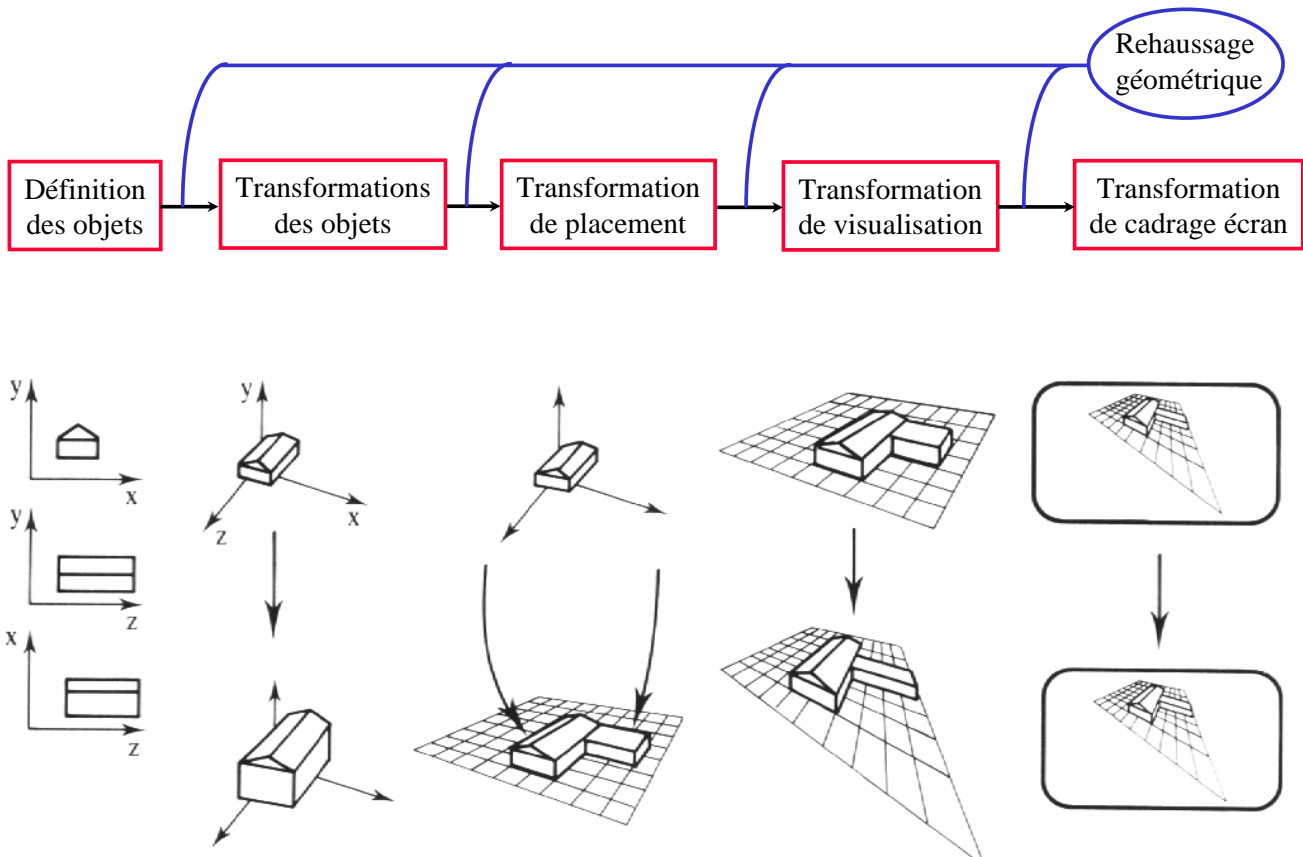 Rehaussage
géométrique
Définition
des objets
Transformations
des objets
Transformation
de placement
Transformation
de visualisation
Transformation
de cadrage écran
y
x
y
z
x
z
y
x
z